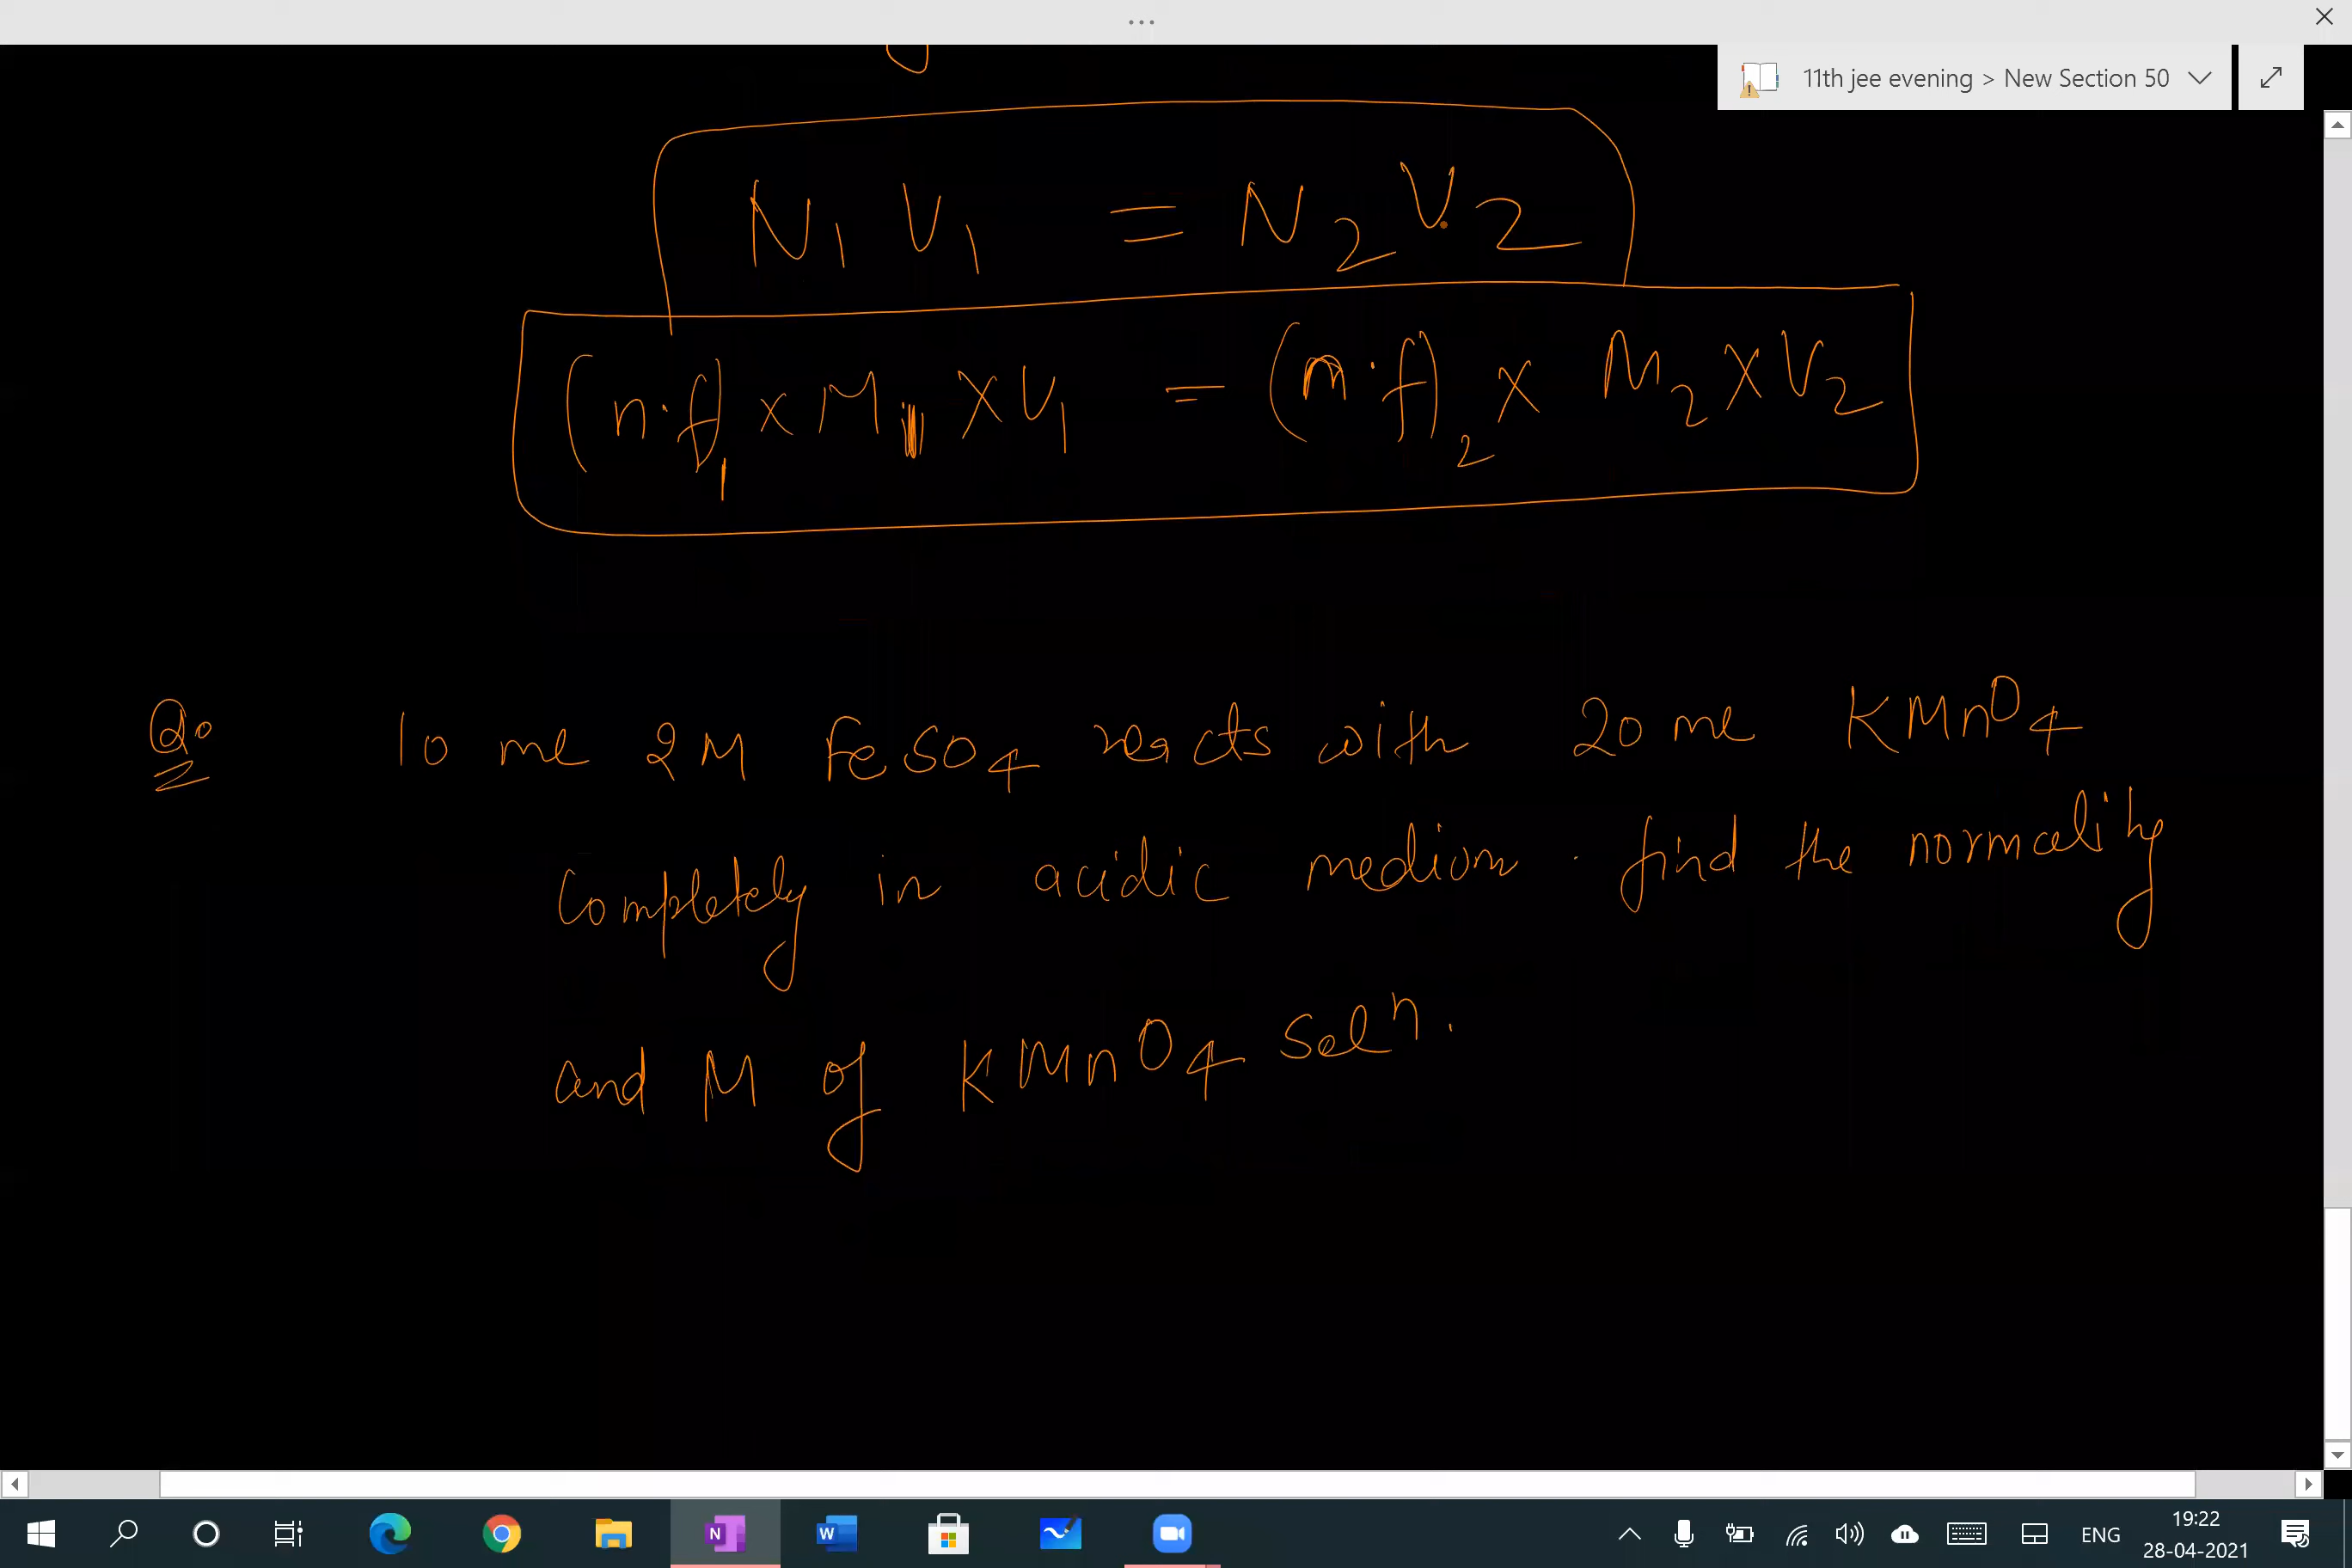 11th jee evening > New Section 50
N₁ V₁ = N₂ V₂
(n.f)₁ × M₁ × V₁ = (n.f)₂ × M₂ × V₂
Q. 10 ml 2M FeSO₄ reacts with 20 ml KMnO₄
Completely in acidic medium. find the normality
and M of KMnO₄ Solⁿ.
ENG
19:22
28-04-2021